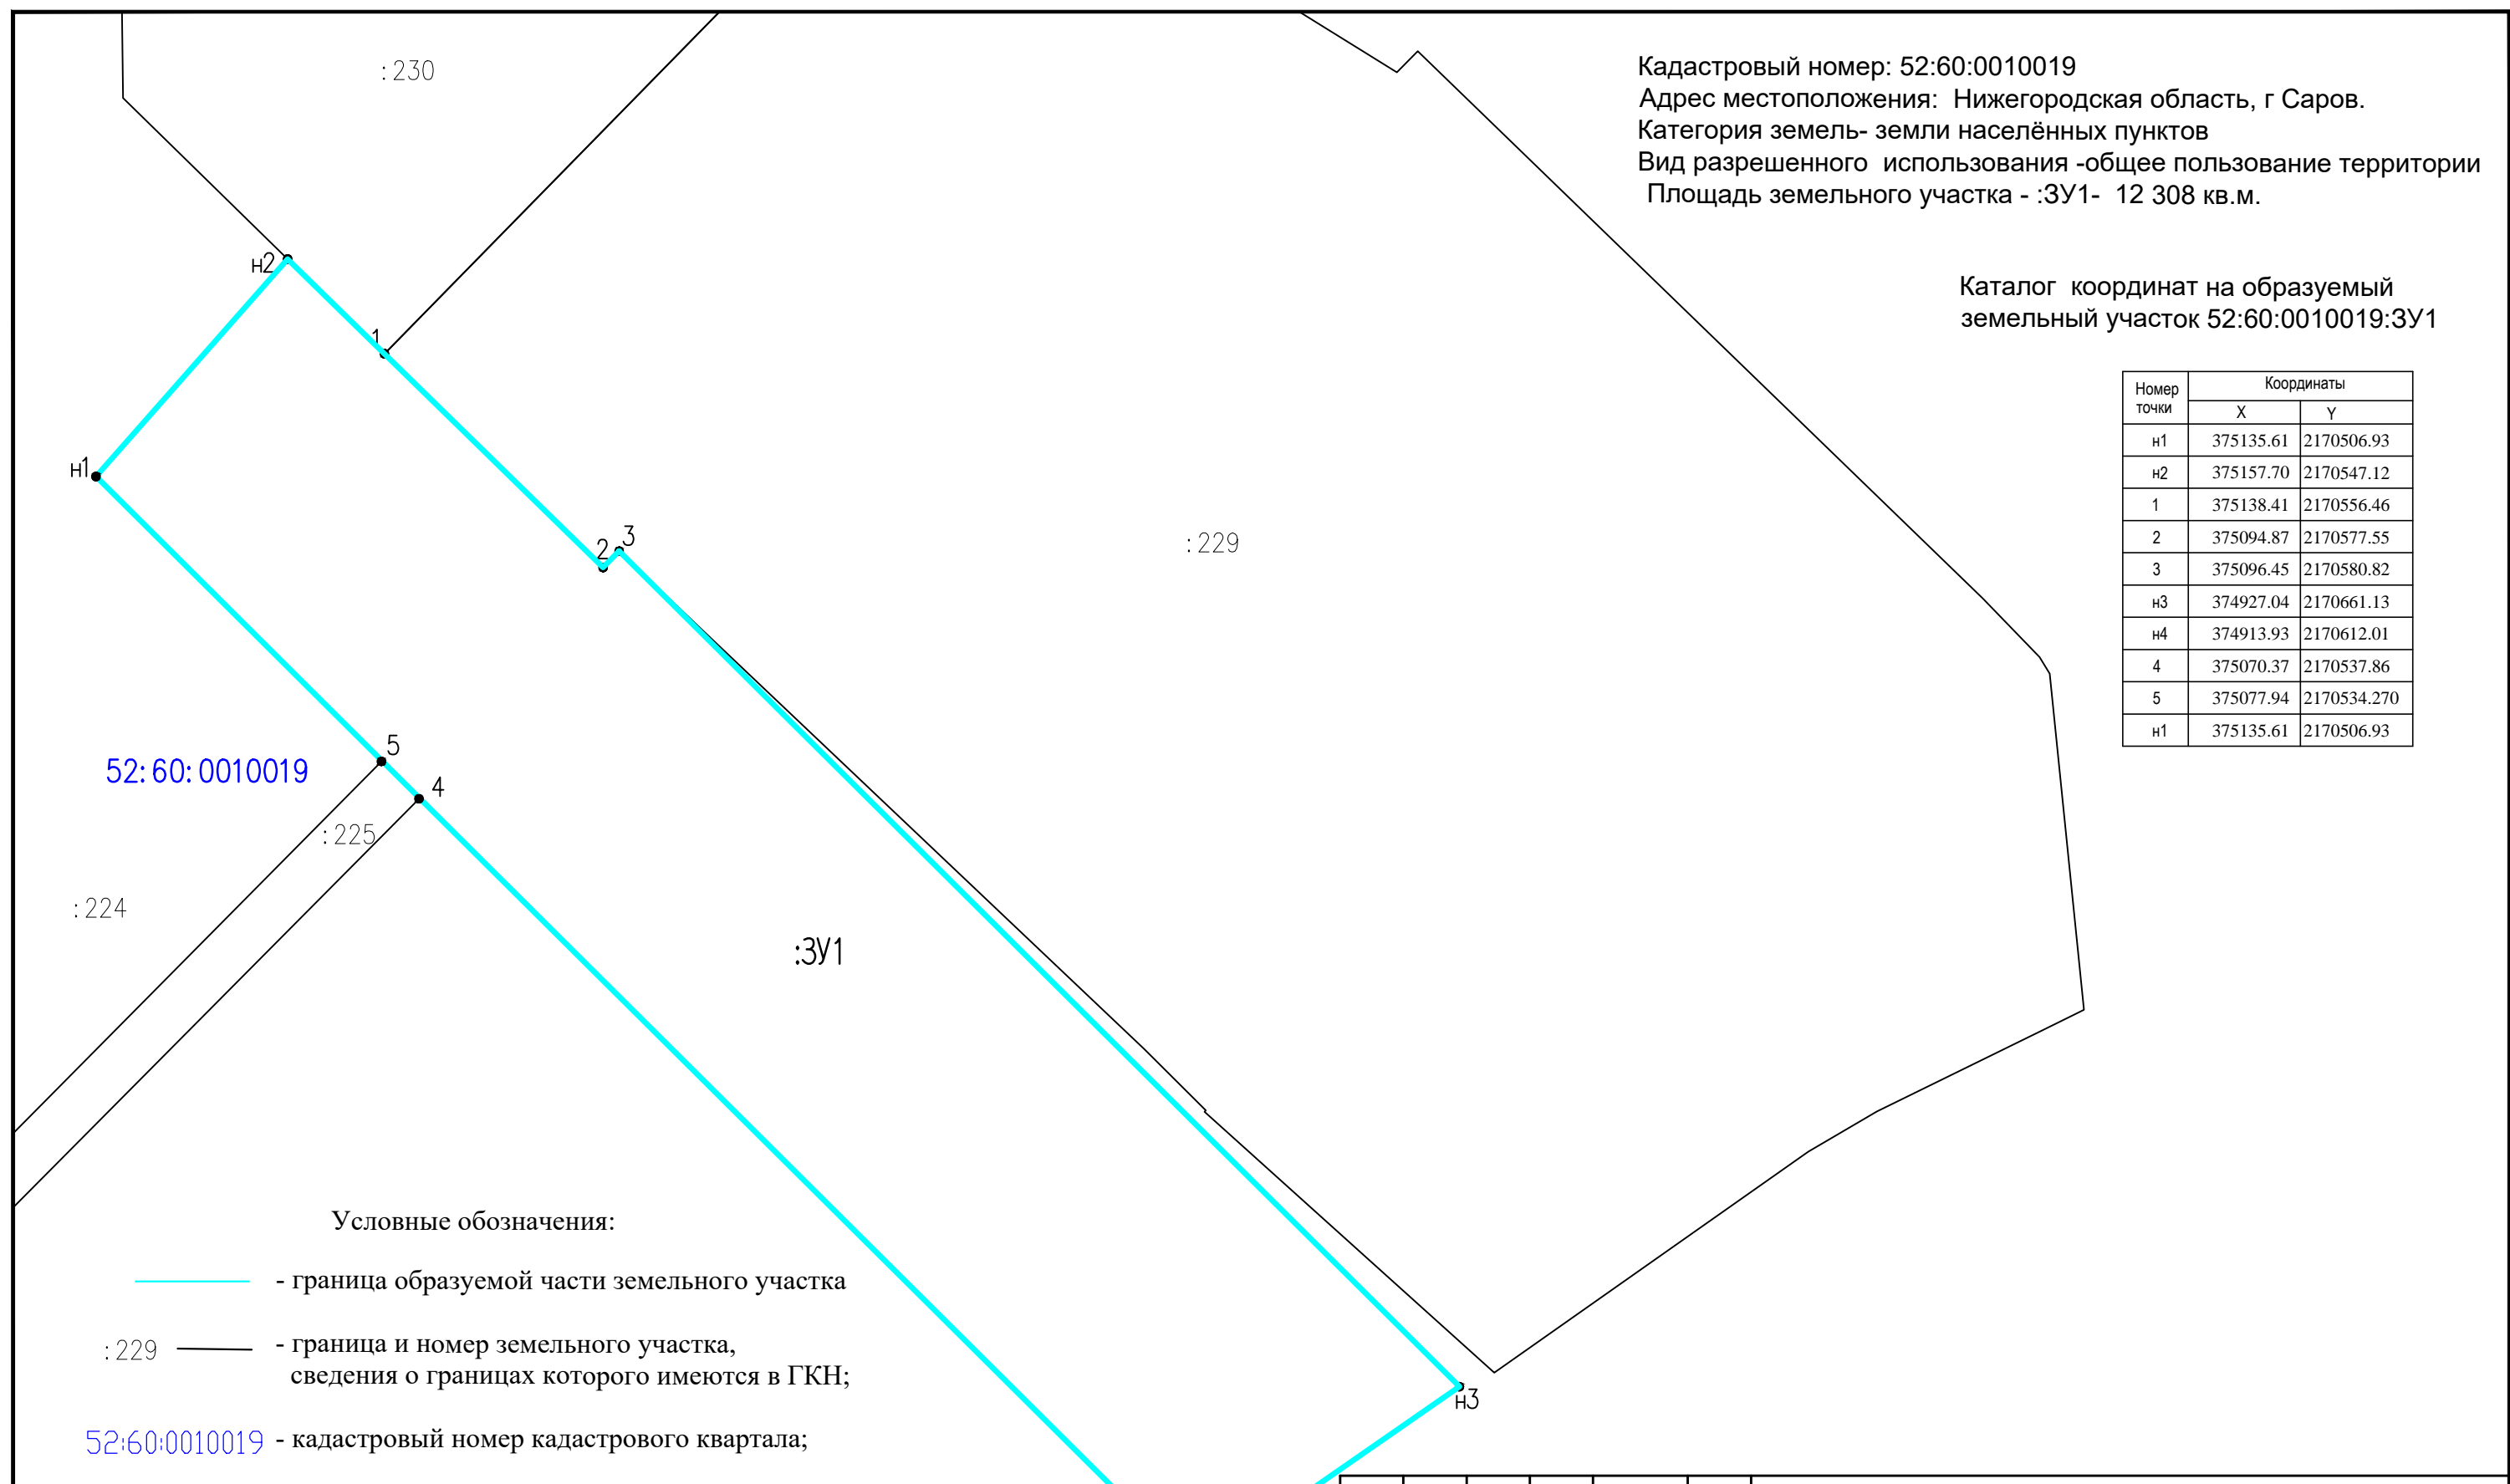 :230
Кадастровый номер: 52:60:0010019
Адрес местоположения: Нижегородская область, г Саров.
Категория земель- земли населённых пунктов
Вид разрешенного использования -общее пользование территории
Площадь земельного участка - :ЗУ1- 12 308 кв.м.
н2
Каталог координат на образуемый
земельный участок 52:60:0010019:ЗУ1
1
Номер точки Координаты
X Y
н1 375135.61 2170506.93
н2 375157.70 2170547.12
1 375138.41 2170556.46
2 375094.87 2170577.55
3 375096.45 2170580.82
н3 374927.04 2170661.13
н4 374913.93 2170612.01
4 375070.37 2170537.86
5 375077.94 2170534.270
н1 375135.61 2170506.93
н1
2
3
:229
5
52:60:0010019
4
:225
:224
:ЗУ1
Условные обозначения:
- граница образуемой части земельного участка
:229 - граница и номер земельного участка,
сведения о границах которого имеются в ГКН;
н3
52:60:0010019 - кадастровый номер кадастрового квартала;